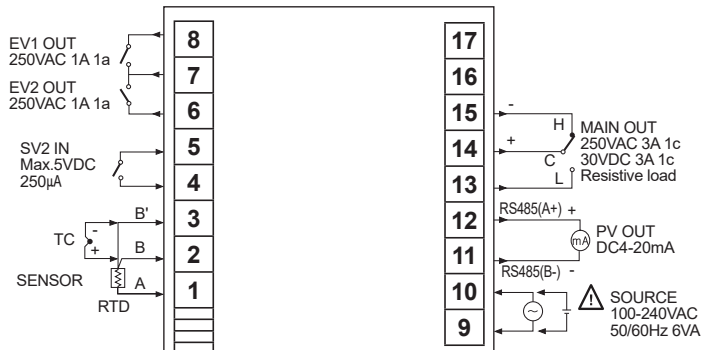 EV1 OUT
250VAC 1A 1a
EV2 OUT
250VAC 1A 1a
SV2 IN
Max.5VDC
250µA
TC
-
+
SENSOR
RTD
B'
B
A
8
7
6
5
4
3
2
1
17
16
15
14
13
12
11
10
9
-
+
H
C
L
MAIN OUT
250VAC 3A 1c
30VDC 3A 1c
Resistive load
RS485(A+) +
mA
PV OUT
DC4-20mA
RS485(B-) -
SOURCE
100-240VAC
50/60Hz 6VA